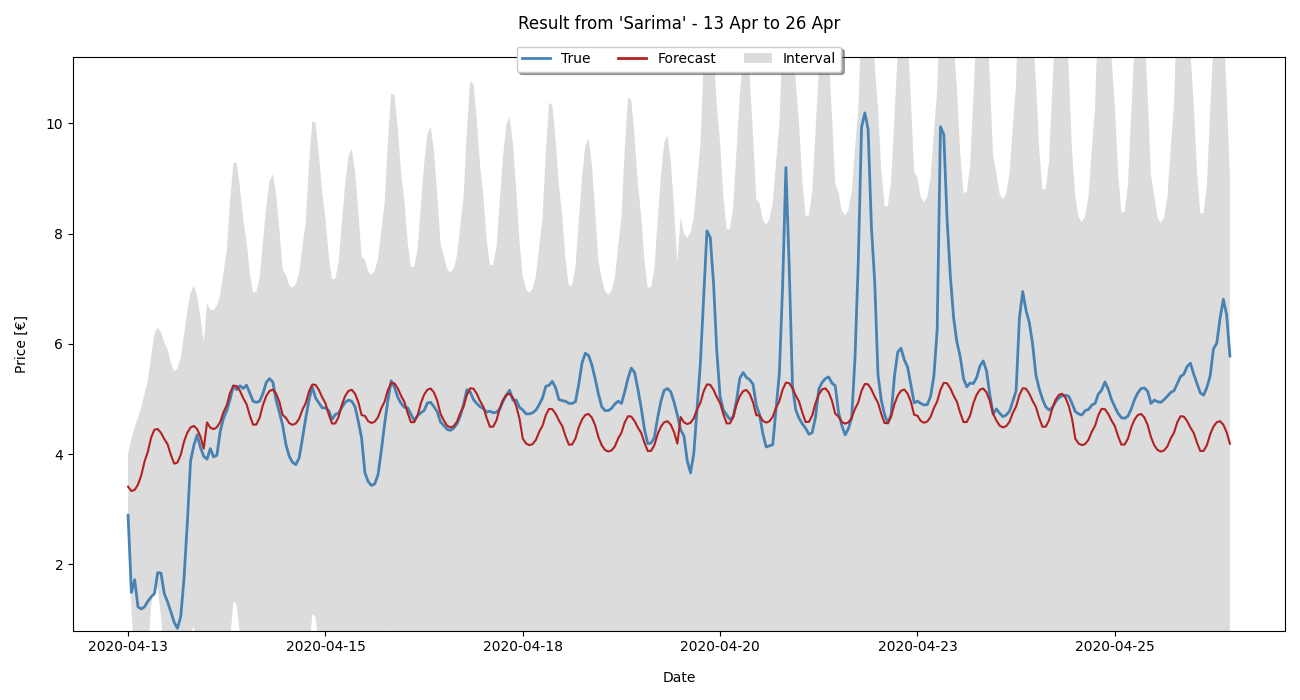 Result from 'Sarima' - 13 Apr to 26 Apr
True Forecast Interval
Price [€]
10
8
6
4
2
2020-04-13 2020-04-15 2020-04-18 2020-04-20 2020-04-23 2020-04-25
Date